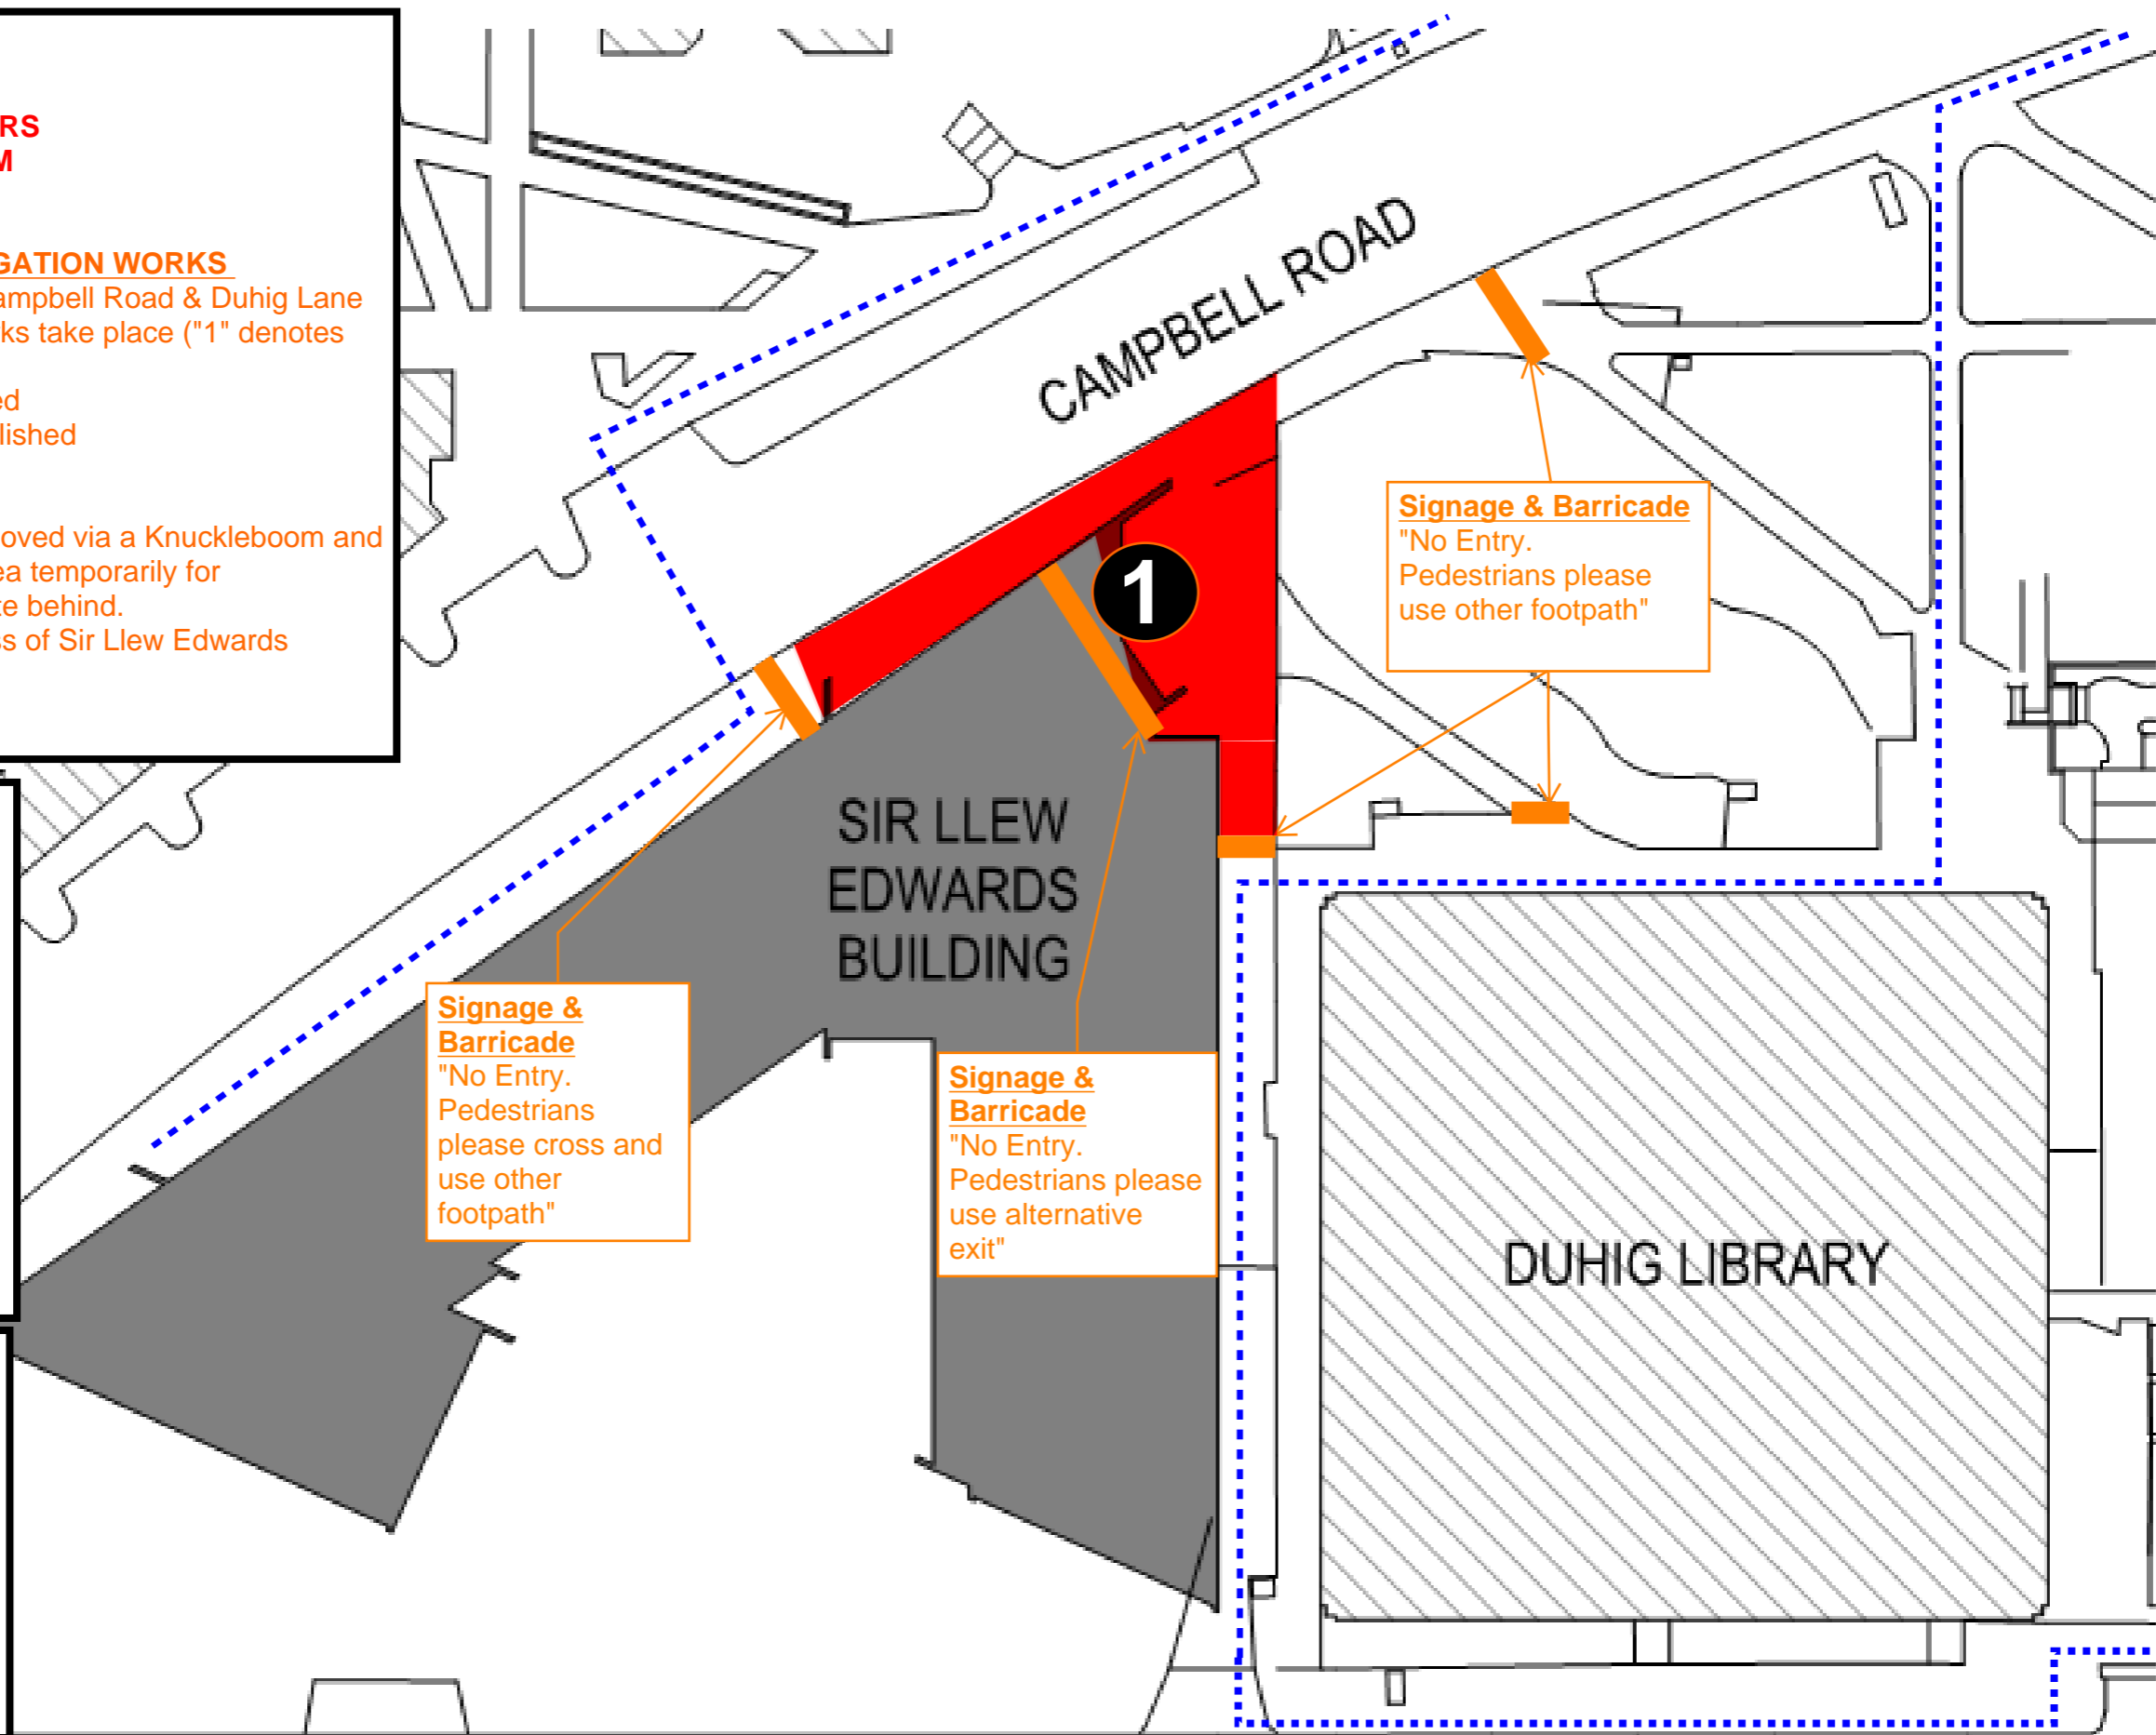 RS
M
GATION WORKS
ampbell Road & Duhig Lane
ks take place ("1" denotes
ed
lished
oved via a Knuckleboom and
ea temporarily for
te behind.
ss of Sir Llew Edwards
CAMPBELL ROAD
Signage & Barricade
"No Entry.
Pedestrians please
use other footpath"
1
SIR LLEW
EDWARDS
BUILDING
Signage &
Barricade
"No Entry.
Pedestrians
please cross and
use other
footpath"
Signage &
Barricade
"No Entry.
Pedestrians please
use alternative
exit"
DUHIG LIBRARY